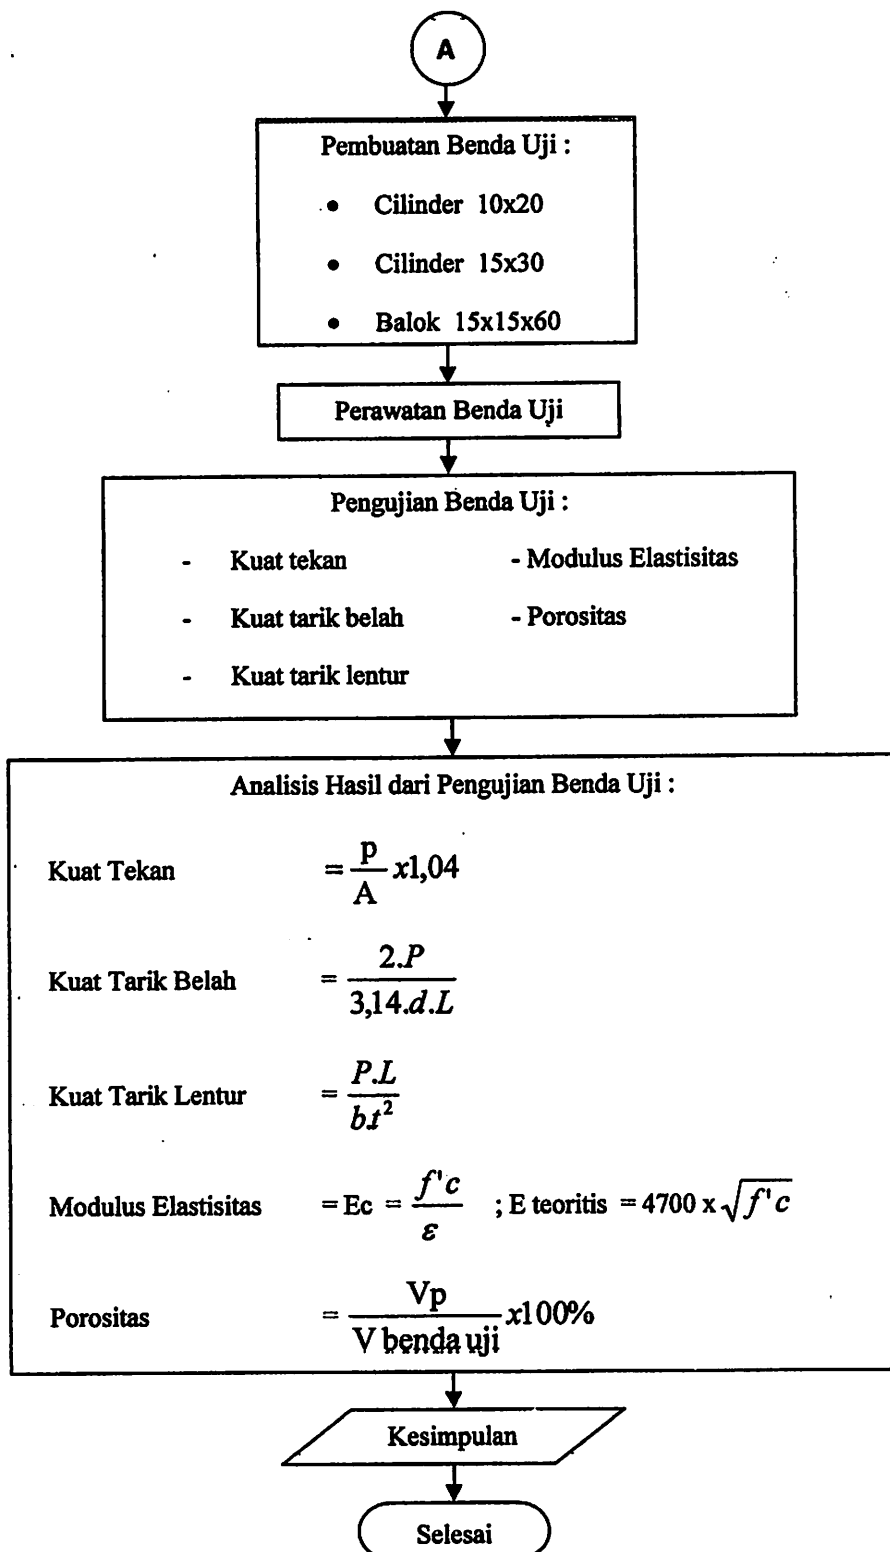 A
Pembuatan Benda Uji :
• Cilinder 10x20
• Cilinder 15x30
• Balok 15x15x60
Perawatan Benda Uji
Pengujian Benda Uji :
- Kuat tekan - Modulus Elastisitas
- Kuat tarik belah - Porositas
- Kuat tarik lentur
Analisis Hasil dari Pengujian Benda Uji :
Kuat Tekan = p/A x1,04
Kuat Tarik Belah = 2.P/3,14.d.L
Kuat Tarik Lentur = P.L/b.t²
Modulus Elastisitas = Ec = f'c/ε ; E teoritis = 4700 x √f'c
Porositas = Vp/V benda uji x100%
Kesimpulan
Selesai